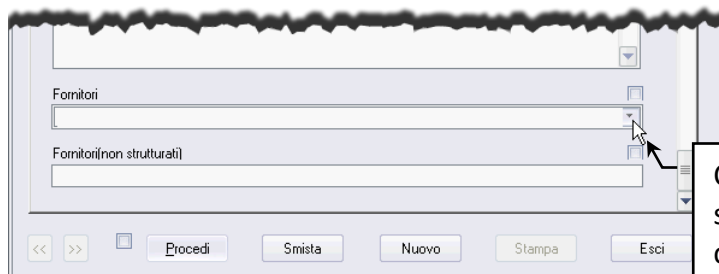 Fornitori
Fornitori(non strutturati)
<< >> Procedi Smista Nuovo Stampa Esci